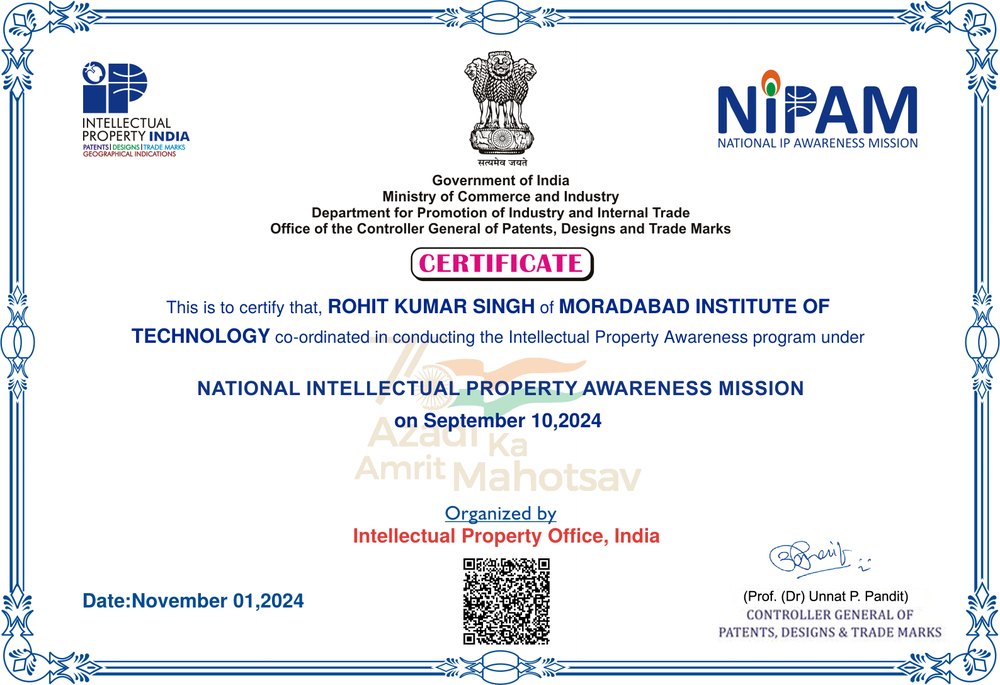 iP
INTELLECTUAL
PROPERTY INDIA
PATENTS | DESIGNS | TRADE MARKS
GEOGRAPHICAL INDICATIONS
सत्यमेव जयते
NiPAM
NATIONAL IP AWARENESS MISSION
Government of India
Ministry of Commerce and Industry
Department for Promotion of Industry and Internal Trade
Office of the Controller General of Patents, Designs and Trade Marks
CERTIFICATE
This is to certify that, ROHIT KUMAR SINGH of MORADABAD INSTITUTE OF
TECHNOLOGY co-ordinated in conducting the Intellectual Property Awareness program under
NATIONAL INTELLECTUAL PROPERTY AWARENESS MISSION
on September 10,2024
Azadi Ka
Amrit Mahotsav
Organized by
Intellectual Property Office, India
Date:November 01,2024
(Prof. (Dr) Unnat P. Pandit)
CONTROLLER GENERAL OF
PATENTS, DESIGNS & TRADE MARKS